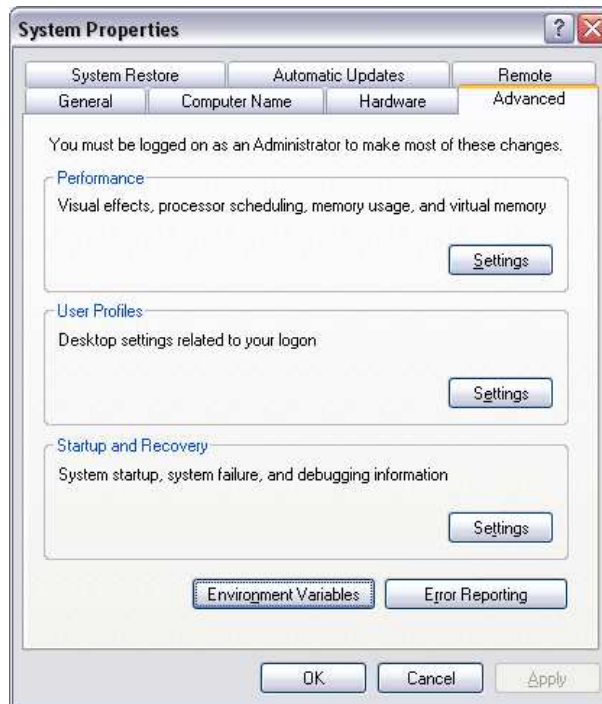 System Properties
?
System Restore
Automatic Updates
Remote
General
Computer Name
Hardware
Advanced
You must be logged on as an Administrator to make most of these changes.
Performance
Visual effects, processor scheduling, memory usage, and virtual memory
Settings
User Profiles
Desktop settings related to your logon
Settings
Startup and Recovery
System startup, system failure, and debugging information
Settings
Environment Variables
Error Reporting
OK
Cancel
Apply